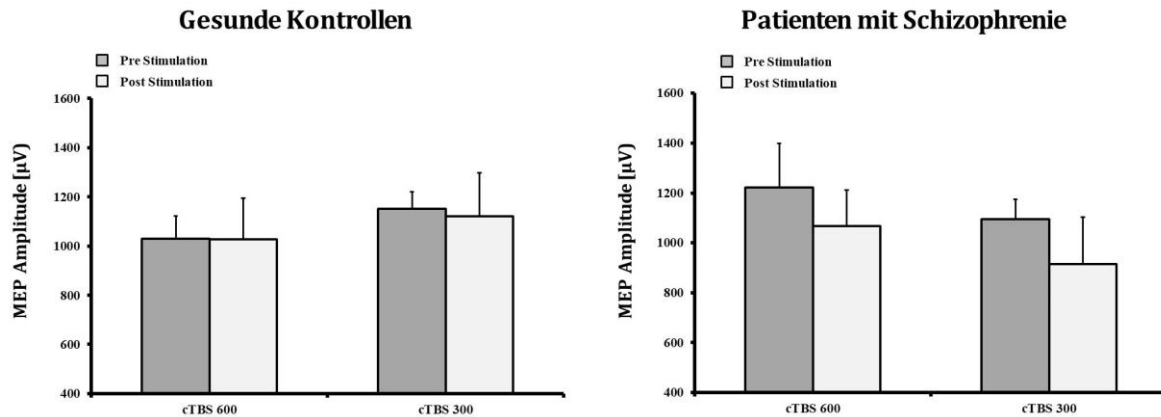 Gesunde Kontrollen
Pre Stimulation
Post Stimulation
MEP Amplitude [µV]
1600
1400
1200
1000
800
600
400
cTBS 600 cTBS 300
Patienten mit Schizophrenie
Pre Stimulation
Post Stimulation
MEP Amplitude [µV]
1600
1400
1200
1000
800
600
400
cTBS 600 cTBS 300